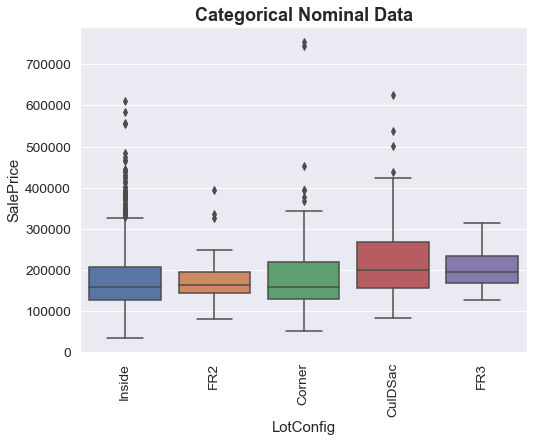 Categorical Nominal Data
SalePrice
700000
600000
500000
400000
300000
200000
100000
0
Inside
FR2
Corner
CulDSac
FR3
LotConfig